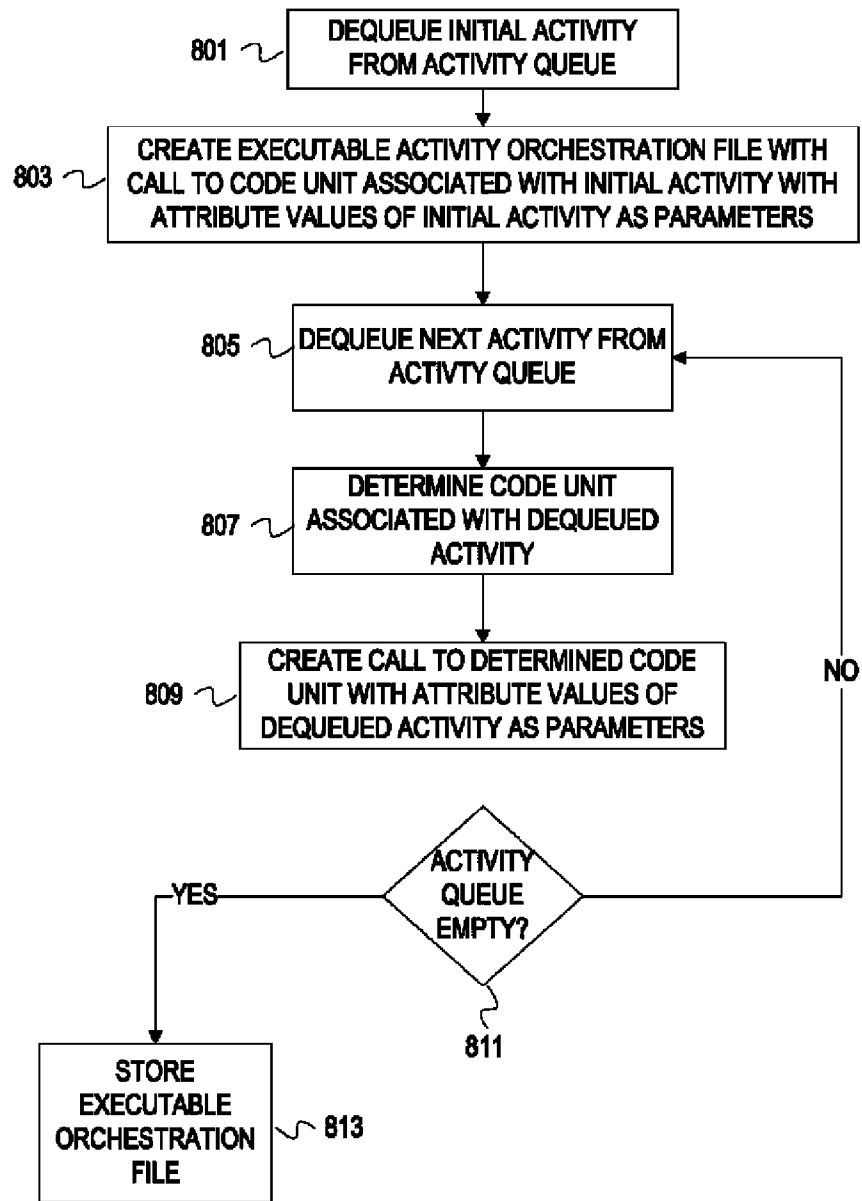 801
DEQUEUE INITIAL ACTIVITY
FROM ACTIVITY QUEUE
803
CREATE EXECUTABLE ACTIVITY ORCHESTRATION FILE WITH
CALL TO CODE UNIT ASSOCIATED WITH INITIAL ACTIVITY WITH
ATTRIBUTE VALUES OF INITIAL ACTIVITY AS PARAMETERS
805
DEQUEUE NEXT ACTIVITY FROM
ACTIVTY QUEUE
807
DETERMINE CODE UNIT
ASSOCIATED WITH DEQUEUED
ACTIVITY
809
CREATE CALL TO DETERMINED CODE
UNIT WITH ATTRIBUTE VALUES OF
DEQUEUED ACTIVITY AS PARAMETERS
NO
ACTIVITY
QUEUE
EMPTY?
YES
811
STORE
EXECUTABLE
ORCHESTRATION
FILE
813